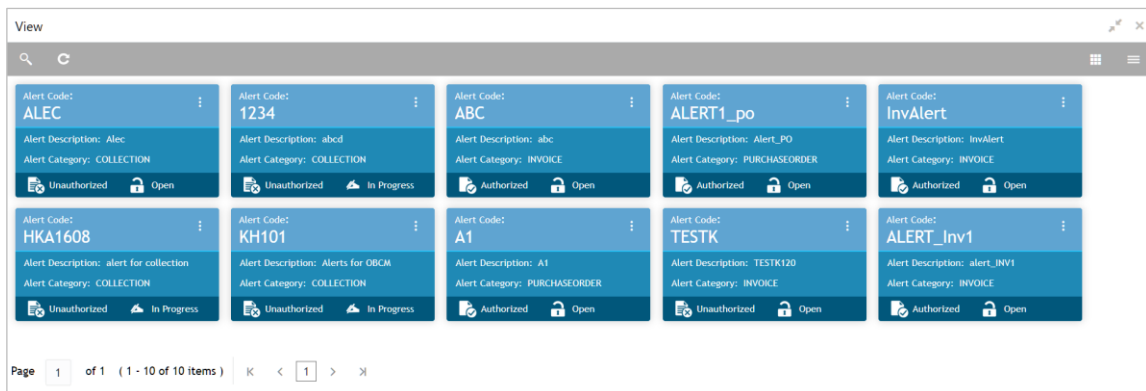 View
Alert Code:
ALEC
Alert Description: Alec
Alert Category: COLLECTION
Unauthorized Open
Alert Code:
1234
Alert Description: abcd
Alert Category: COLLECTION
Unauthorized In Progress
Alert Code:
ABC
Alert Description: abc
Alert Category: INVOICE
Authorized Open
Alert Code:
ALERT1_po
Alert Description: Alert_PO
Alert Category: PURCHASEORDER
Authorized Open
Alert Code:
InvAlert
Alert Description: InvAlert
Alert Category: INVOICE
Authorized Open
Alert Code:
HKA1608
Alert Description: alert for collection
Alert Category: COLLECTION
Unauthorized In Progress
Alert Code:
KH101
Alert Description: Alerts for OBCM
Alert Category: COLLECTION
Unauthorized In Progress
Alert Code:
A1
Alert Description: A1
Alert Category: PURCHASEORDER
Authorized Open
Alert Code:
TESTK
Alert Description: TESTK120
Alert Category: INVOICE
Unauthorized Open
Alert Code:
ALERT_Inv1
Alert Description: alert_INV1
Alert Category: INVOICE
Authorized Open
Page 1 of 1 ( 1 - 10 of 10 items ) 1